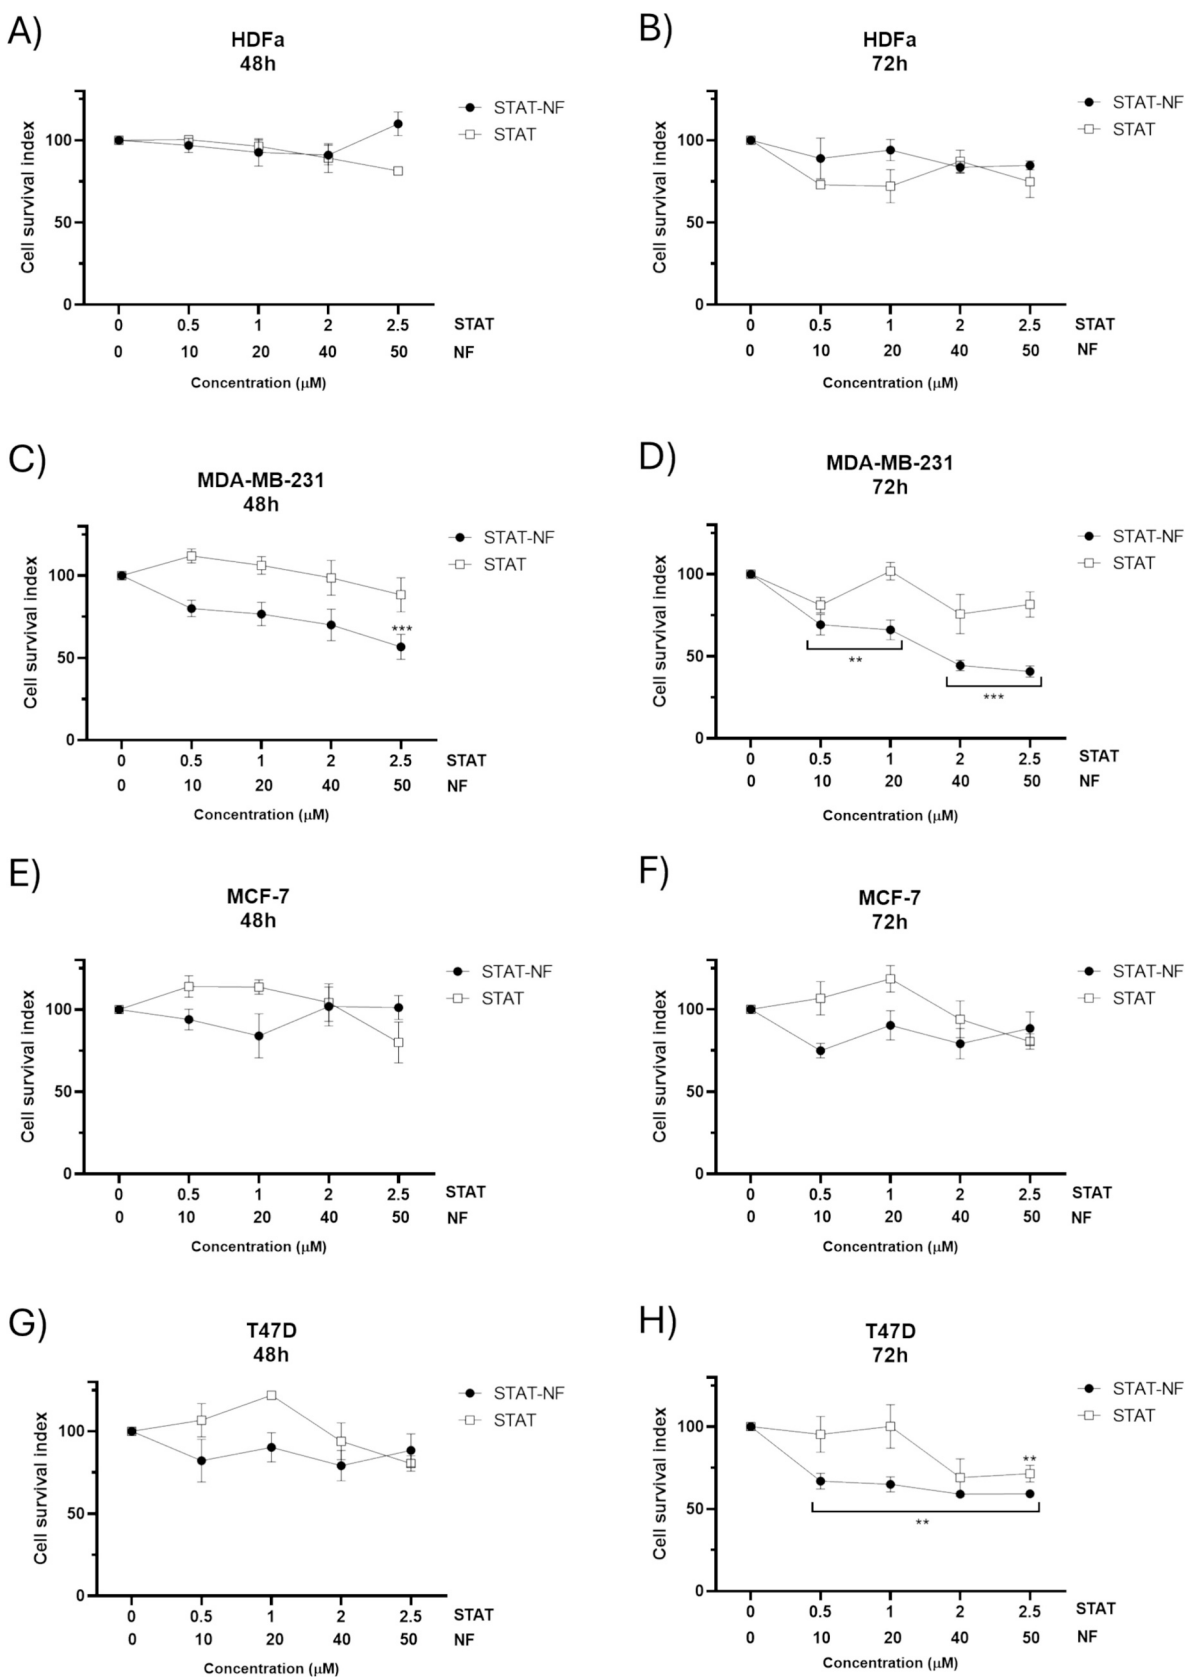 A)
HDFa
48h
Cell survival index
100
50
0
STAT-NF
STAT
0 0.5 1 2 2.5 STAT
0 10 20 40 50 NF
Concentration (μM)
B)
HDFa
72h
Cell survival index
100
50
0
STAT-NF
STAT
0 0.5 1 2 2.5 STAT
0 10 20 40 50 NF
Concentration (μM)
C)
MDA-MB-231
48h
Cell survival index
100
50
0
STAT-NF
STAT
***
0 0.5 1 2 2.5 STAT
0 10 20 40 50 NF
Concentration (μM)
D)
MDA-MB-231
72h
Cell survival index
100
50
0
STAT-NF
STAT
**
***
0 0.5 1 2 2.5 STAT
0 10 20 40 50 NF
Concentration (μM)
E)
MCF-7
48h
Cell survival index
100
50
0
STAT-NF
STAT
0 0.5 1 2 2.5 STAT
0 10 20 40 50 NF
Concentration (μM)
F)
MCF-7
72h
Cell survival index
100
50
0
STAT-NF
STAT
0 0.5 1 2 2.5 STAT
0 10 20 40 50 NF
Concentration (μM)
G)
T47D
48h
Cell survival index
100
50
0
STAT-NF
STAT
0 0.5 1 2 2.5 STAT
0 10 20 40 50 NF
Concentration (μM)
H)
T47D
72h
Cell survival index
100
50
0
STAT-NF
STAT
**
**
0 0.5 1 2 2.5 STAT
0 10 20 40 50 NF
Concentration (μM)